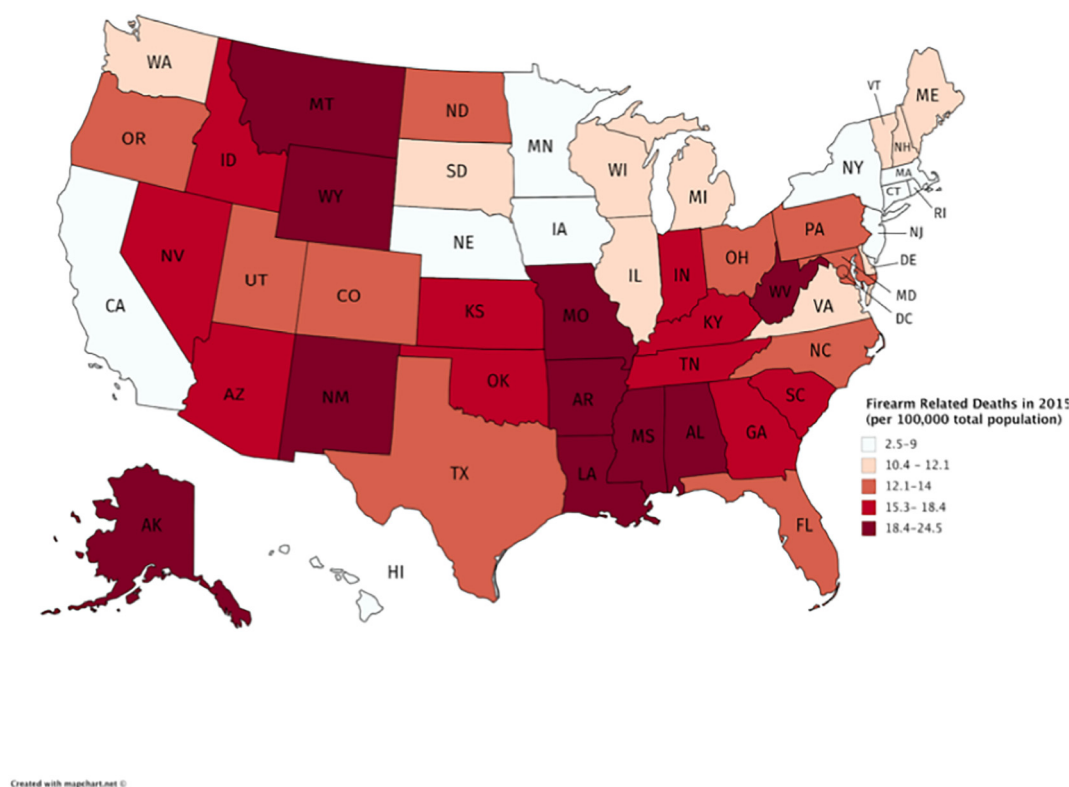 WA
MT
ND
OR
ID
WY
SD
MN
WI
MI
VT
ME
NH
NY
MA
CT
RI
NE
IA
PA
NJ
NV
UT
CO
CA
IL
IN
OH
DE
WV
VA
MD
DC
KS
MO
KY
NC
AZ
NM
OK
AR
TN
SC
MS
AL
GA
TX
LA
FL
AK
HI
Firearm Related Deaths in 2015
(per 100,000 total population)
2.5-9
10.4 - 12.1
12.1-14
15.3- 18.4
18.4-24.5
Created with mapchart.net ©